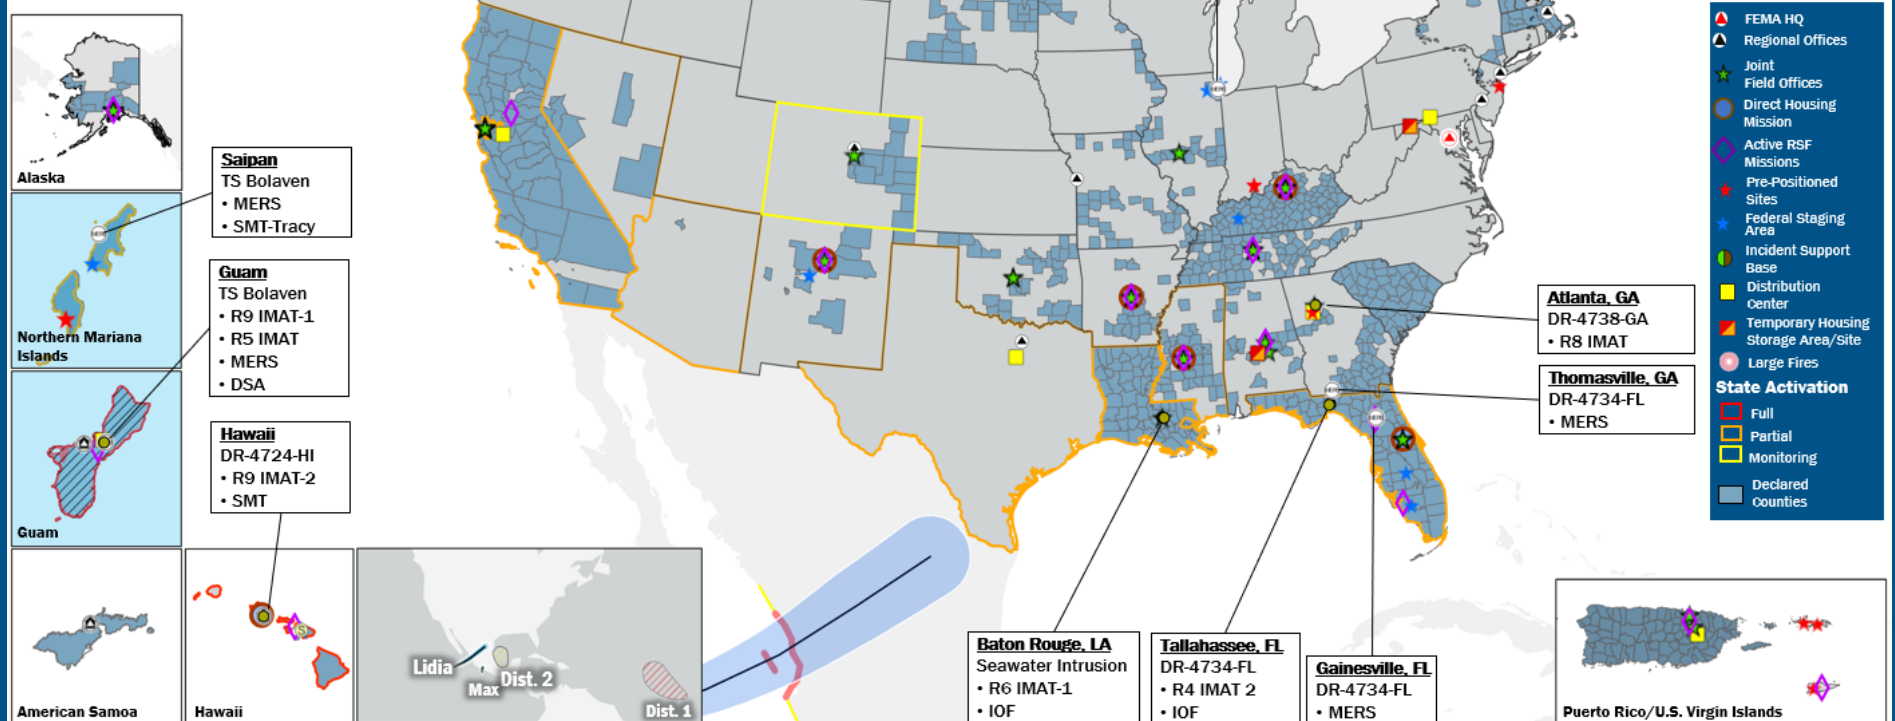 Alaska
Saipan
TS Bolaven
• MERS
• SMT-Tracy
Northern Mariana
Islands
Guam
TS Bolaven
• R9 IMAT-1
• R5 IMAT
• MERS
• DSA
Guam
Hawaii
DR-4724-HI
• R9 IMAT-2
• SMT
American Samoa
Hawaii
S
Lidia
Max
Dist. 2
Dist. 1
Baton Rouge, LA
Seawater Intrusion
• R6 IMAT-1
• IOF
Tallahassee, FL
DR-4734-FL
• R4 IMAT 2
• IOF
Gainesville, FL
DR-4734-FL
• MERS
Atlanta, GA
DR-4738-GA
• R8 IMAT
Thomasville, GA
DR-4734-FL
• MERS
FEMA HQ
Regional Offices
Joint
Field Offices
Direct Housing
Mission
Active RSF
Missions
Pre-Positioned
Sites
Federal Staging
Area
Incident Support
Base
Distribution
Center
Temporary Housing
Storage Area/Site
Large Fires
State Activation
Full
Partial
Monitoring
Declared
Counties
Puerto Rico/U.S. Virgin Islands